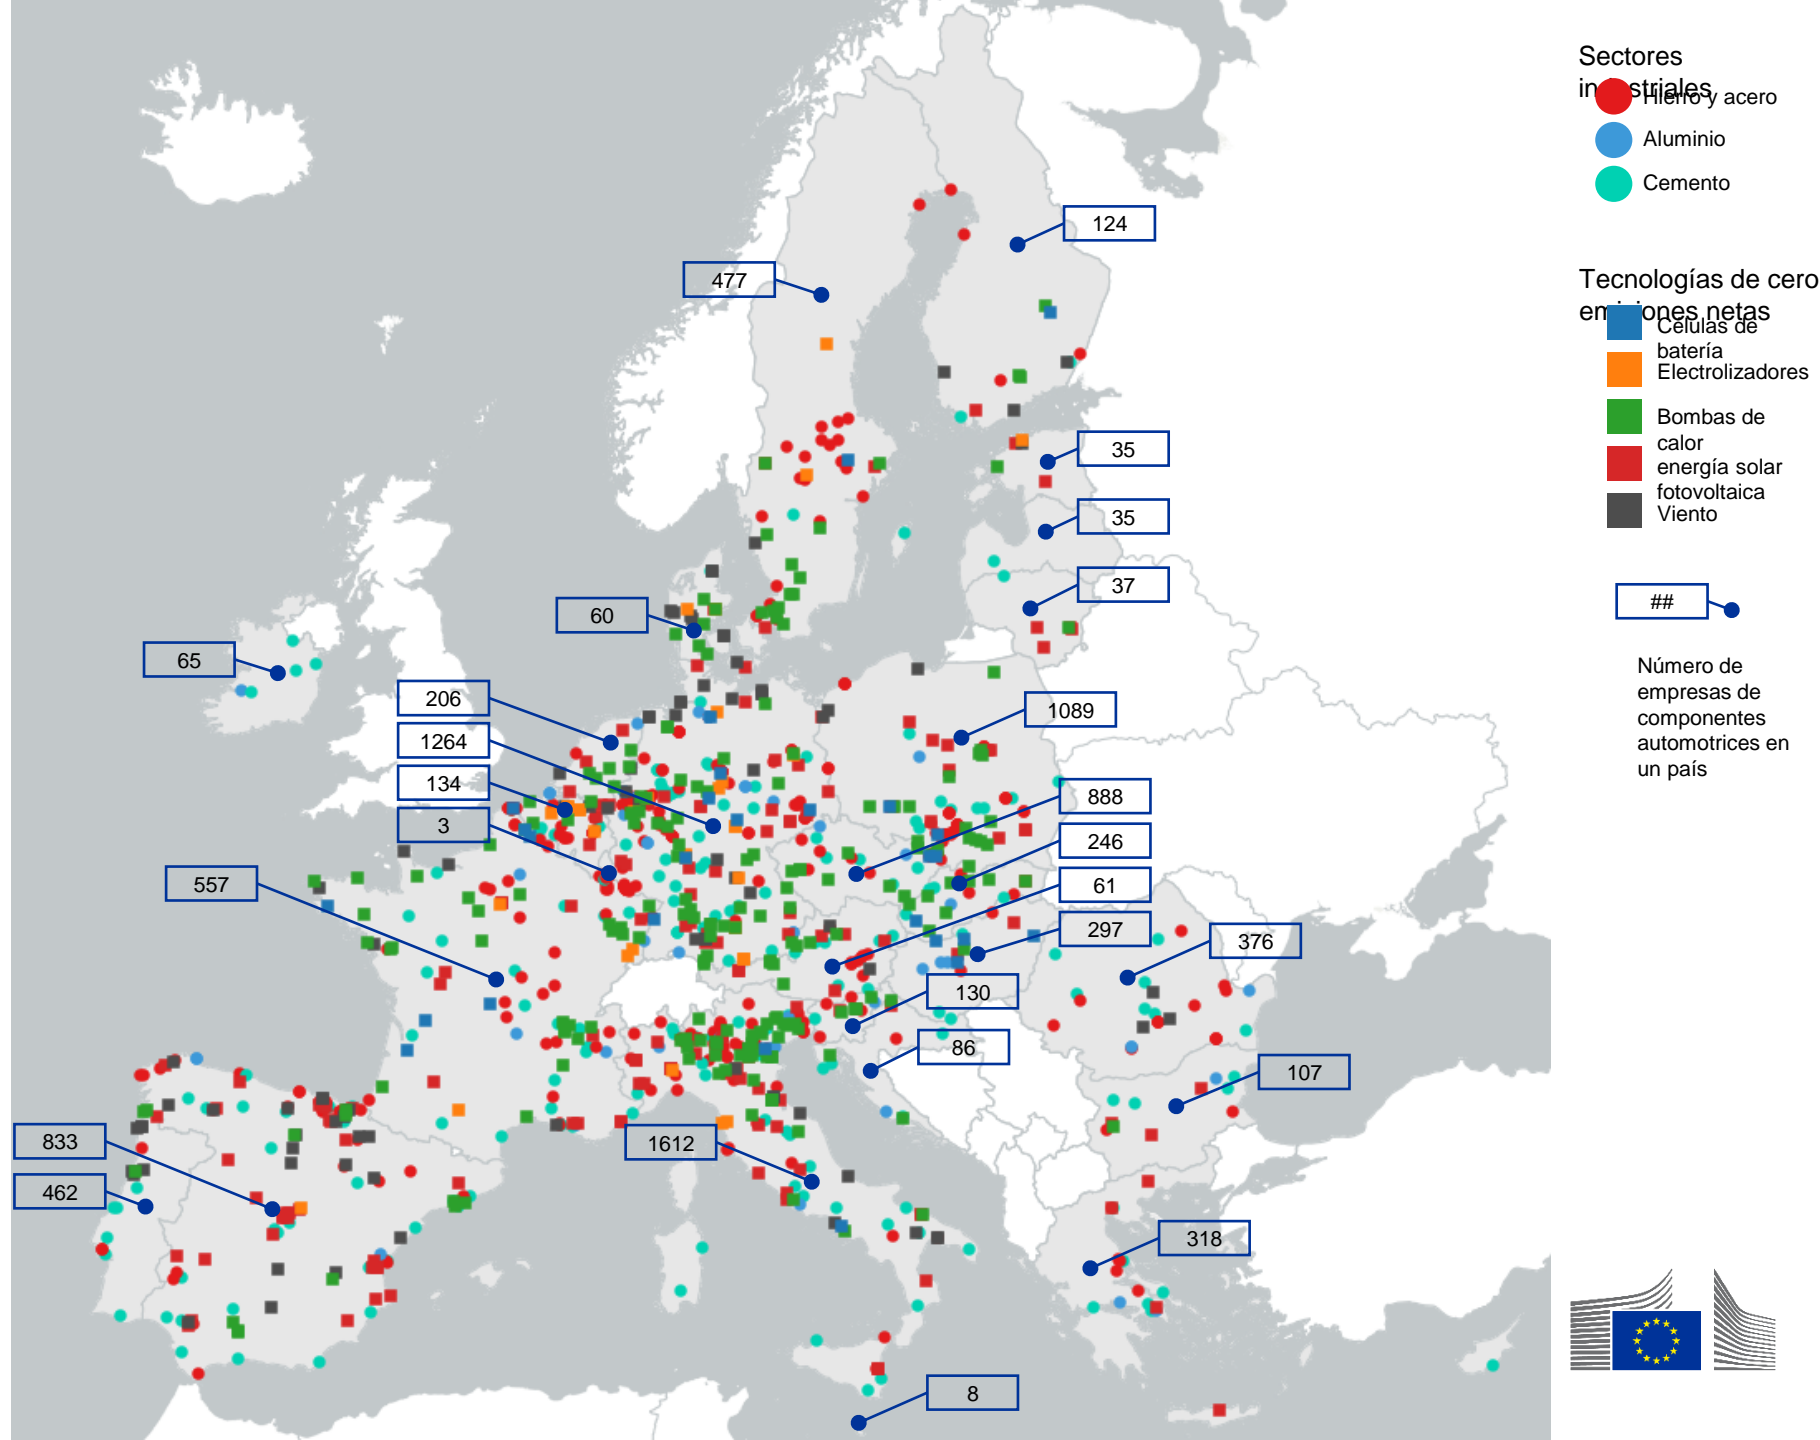 Sectores
industriales
Hierro y acero
Aluminio
Cemento
Tecnologías de cero
emisiones netas
Células de
batería
Electrolizadores
Bombas de
calor
energía solar
fotovoltaica
Viento
##
Número de
empresas de
componentes
automotrices en
un país
124
477
35
35
37
60
65
206
1264
134
3
557
1089
888
246
61
297
376
130
86
107
833
462
1612
318
8